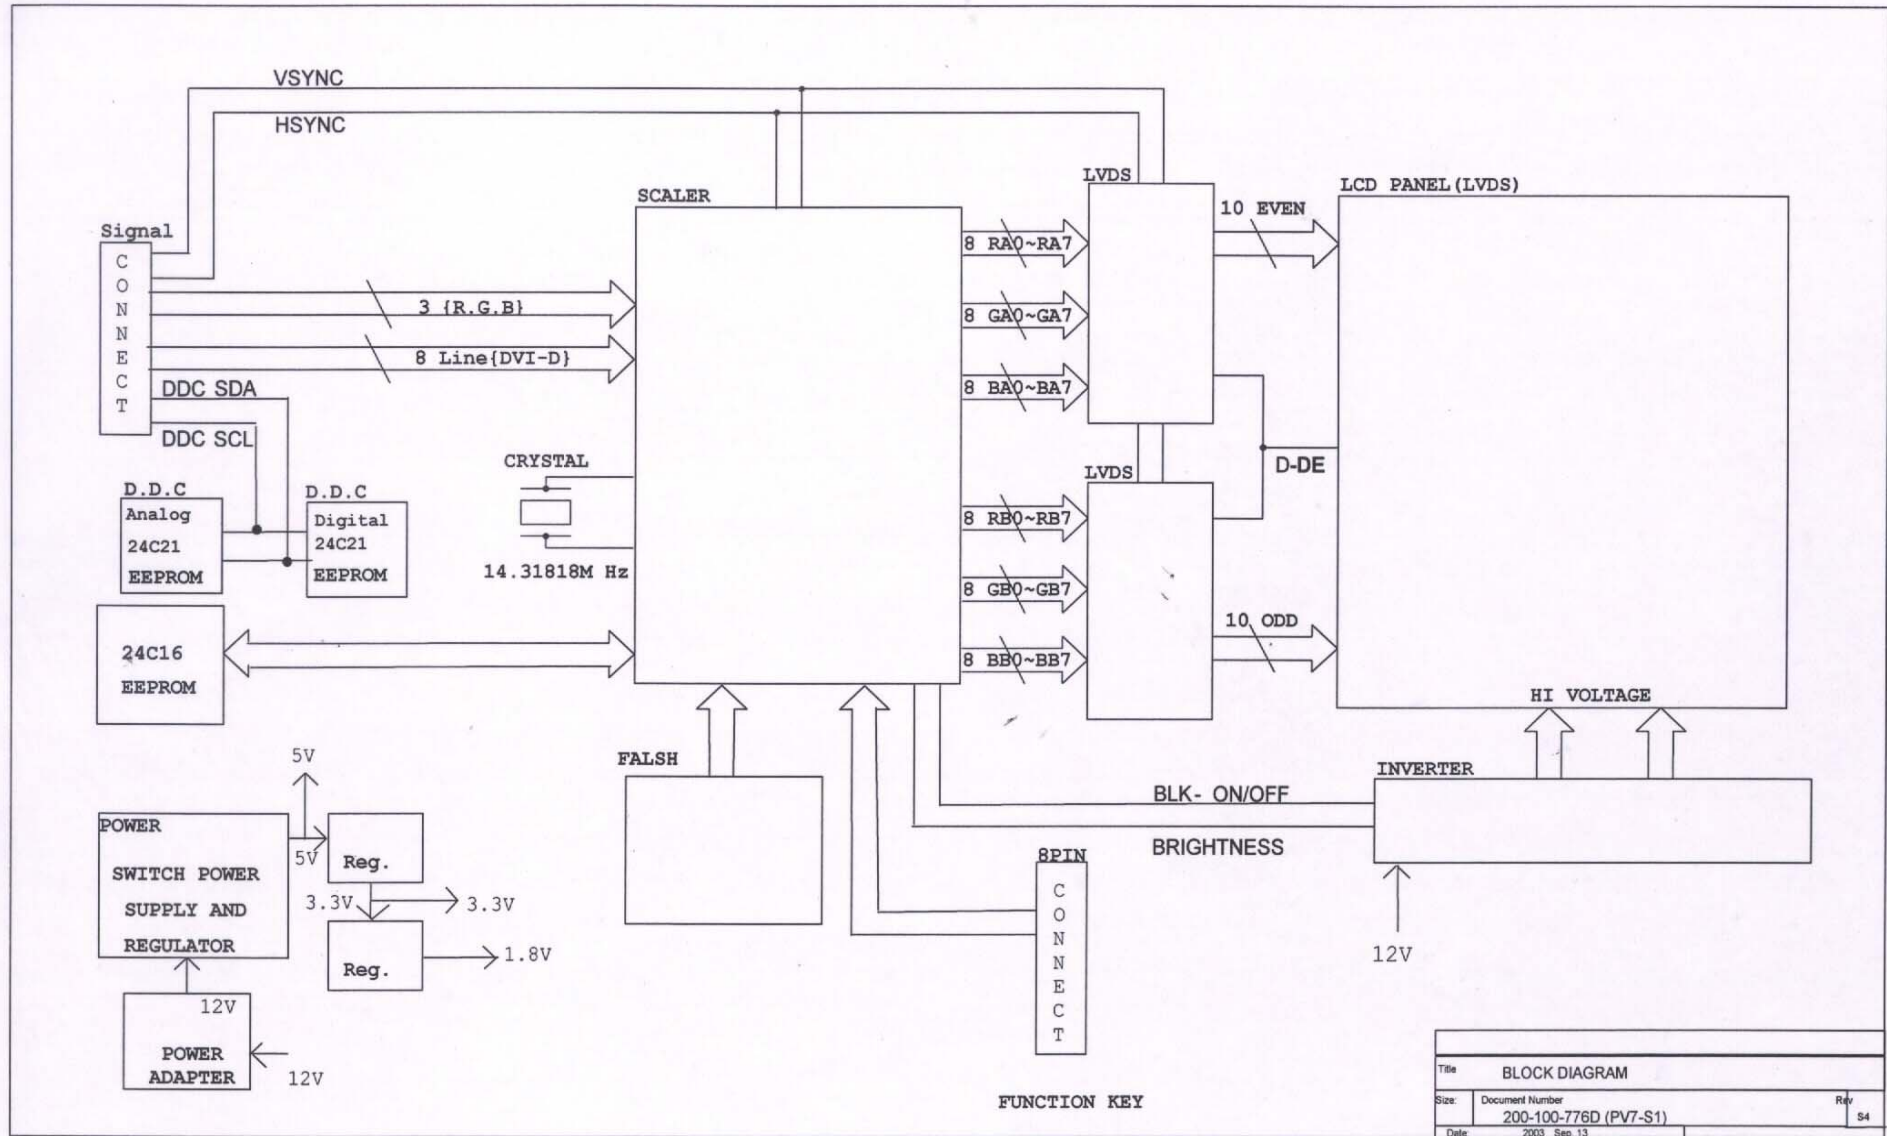 VSYNC
HSYNC
Signal
CONNECT
3 {R.G.B}
8 Line{DVI-D}
DDC SDA
DDC SCL
D.D.C
Analog
24C21
EEPROM
D.D.C
Digital
24C21
EEPROM
24C16
EEPROM
CRYSTAL
14.31818M Hz
SCALER
8 RA0~RA7
8 GA0~GA7
8 BA0~BA7
8 RB0~RB7
8 GB0~GB7
8 BB0~BB7
LVDS
LVDS
10 EVEN
D-DE
10 ODD
LCD PANEL(LVDS)
HI VOLTAGE
INVERTER
BLK- ON/OFF
BRIGHTNESS
12V
FALSH
8PIN
CONNECT
FUNCTION KEY
5V
POWER
SWITCH POWER
SUPPLY AND
REGULATOR
5V
Reg.
3.3V
3.3V
Reg.
1.8V
12V
POWER
ADAPTER
12V
Title
BLOCK DIAGRAM
Size:
Document Number
Rev
200-100-776D (PV7-S1)
S4
Date:
2003 Sep. 13